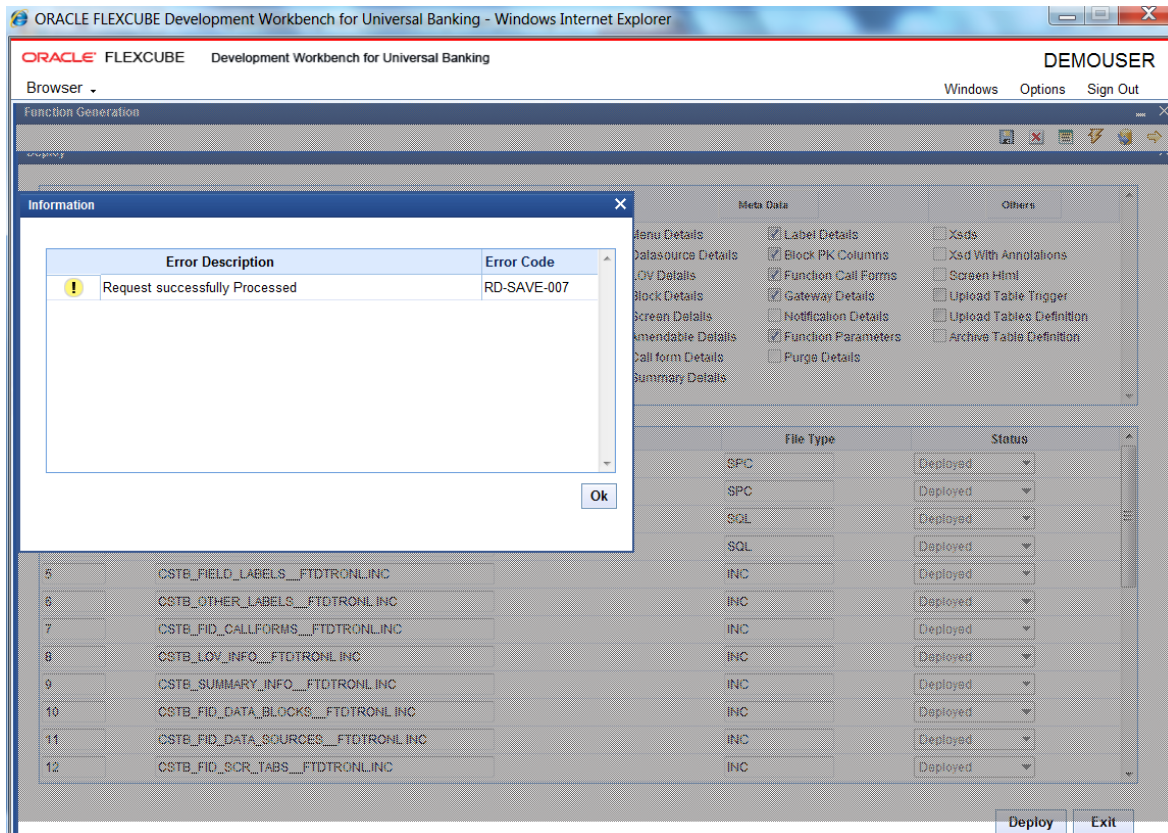 ORACLE FLEXCUBE Development Workbench for Universal Banking - Windows Internet Explorer
ORACLE FLEXCUBE Development Workbench for Universal Banking
DEMOUSER
Browser
Windows Options Sign Out
Function Generation
Deploy
Information
Meta Data Others
Error Description Error Code
Request successfully Processed RD-SAVE-007
Ok
Menu Details Label Details Xsds
Datasource Details Block PK Columns Xsd With Annotations
LOV Details Function Call Forms Screen Html
Block Details Gateway Details Upload Table Trigger
Screen Details Notification Details Upload Tables Definition
Amendable Details Function Parameters Archive Table Definition
Call form Details Purge Details
Summary Details
File Type Status
SPC Deployed
SPC Deployed
SQL Deployed
SQL Deployed
5 CSTB_FIELD_LABELS__FTDTRONL.INC INC Deployed
6 CSTB_OTHER_LABELS__FTDTRONL.INC INC Deployed
7 CSTB_FID_CALLFORMS__FTDTRONL.INC INC Deployed
8 CSTB_LOV_INFO__FTDTRONL.INC INC Deployed
9 CSTB_SUMMARY_INFO__FTDTRONL.INC INC Deployed
10 CSTB_FID_DATA_BLOCKS__FTDTRONL.INC INC Deployed
11 CSTB_FID_DATA_SOURCES__FTDTRONL.INC INC Deployed
12 CSTB_FID_SCR_TABS__FTDTRONL.INC INC Deployed
Deploy Exit